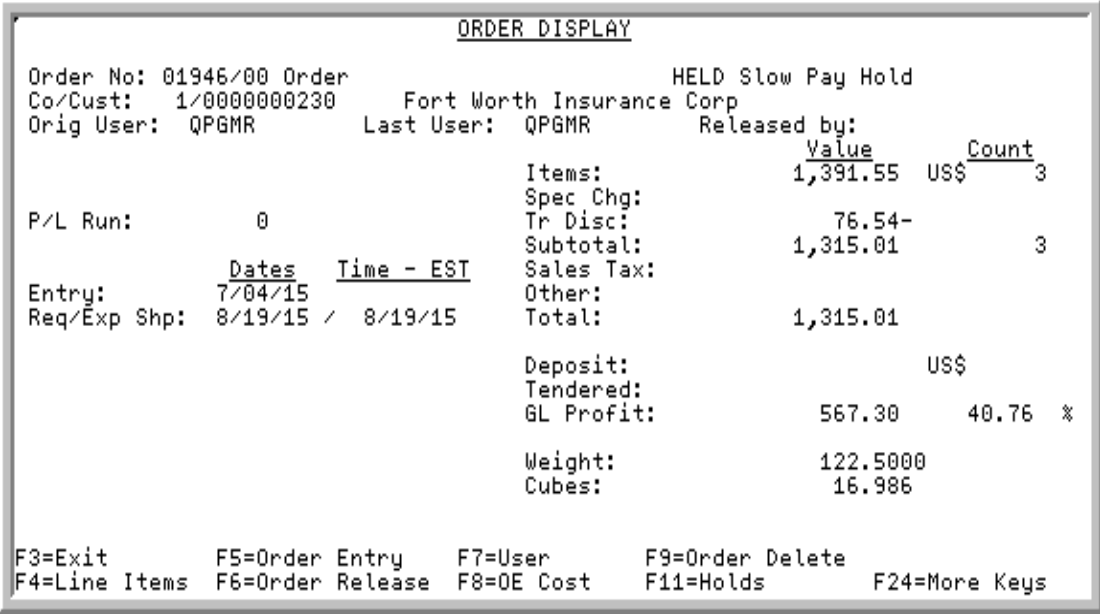 ORDER DISPLAY
Order No: 01946/00 Order HELD Slow Pay Hold
Co/Cust: 1/0000000230 Fort Worth Insurance Corp
Orig User: QPGMR Last User: QPGMR Released by:
Value Count
Items: 1,391.55 US$ 3
Spec Chg:
P/L Run: 0 Tr Disc: 76.54-
Subtotal: 1,315.01 3
Dates Time - EST Sales Tax:
Entry: 7/04/15 Other:
Req/Exp Shp: 8/19/15 / 8/19/15 Total: 1,315.01
Deposit: US$
Tendered:
GL Profit: 567.30 40.76 %
Weight: 122.5000
Cubes: 16.986
F3=Exit F5=Order Entry F7=User F9=Order Delete
F4=Line Items F6=Order Release F8=OE Cost F11=Holds F24=More Keys